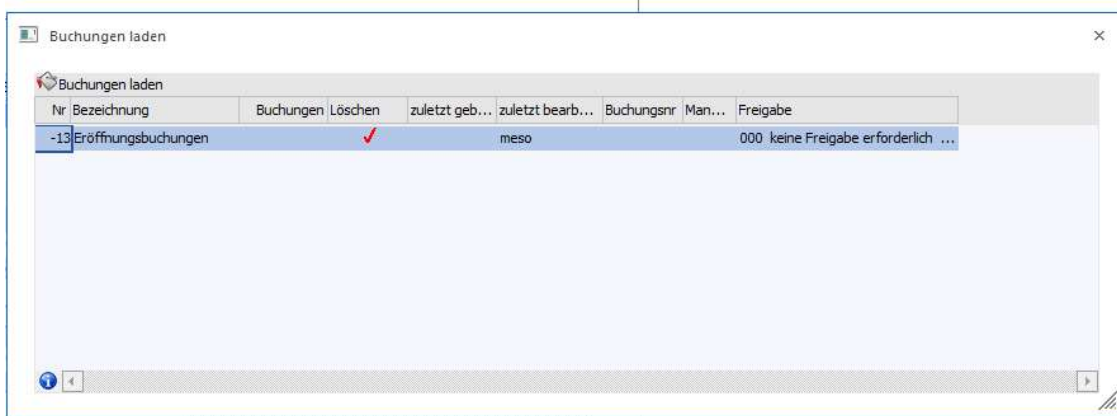 Buchungen laden
Buchungen laden
Nr Bezeichnung Buchungen Löschen zuletzt geb... zuletzt bearb... Buchungsnr Man... Freigabe
-13 Eröffnungsbuchungen meso 000 keine Freigabe erforderlich ...